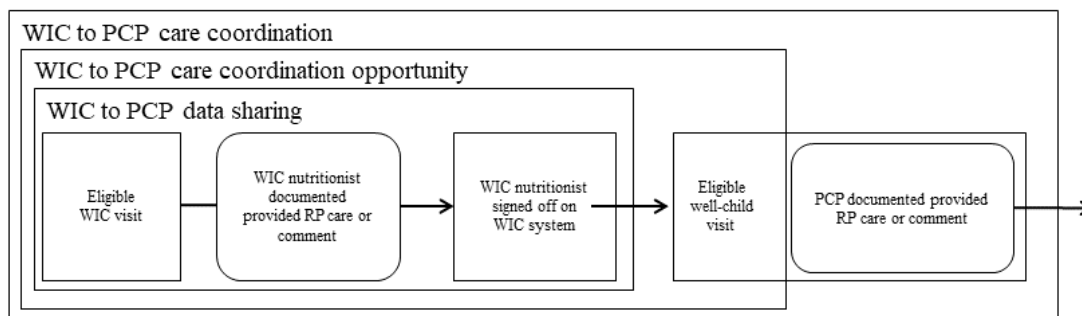 WIC to PCP care coordination
WIC to PCP care coordination opportunity
WIC to PCP data sharing
Eligible
WIC visit
WIC nutritionist
documented
provided RP care or
comment
WIC nutritionist
signed off on
WIC system
Eligible
well-child
visit
PCP documented provided
RP care or comment